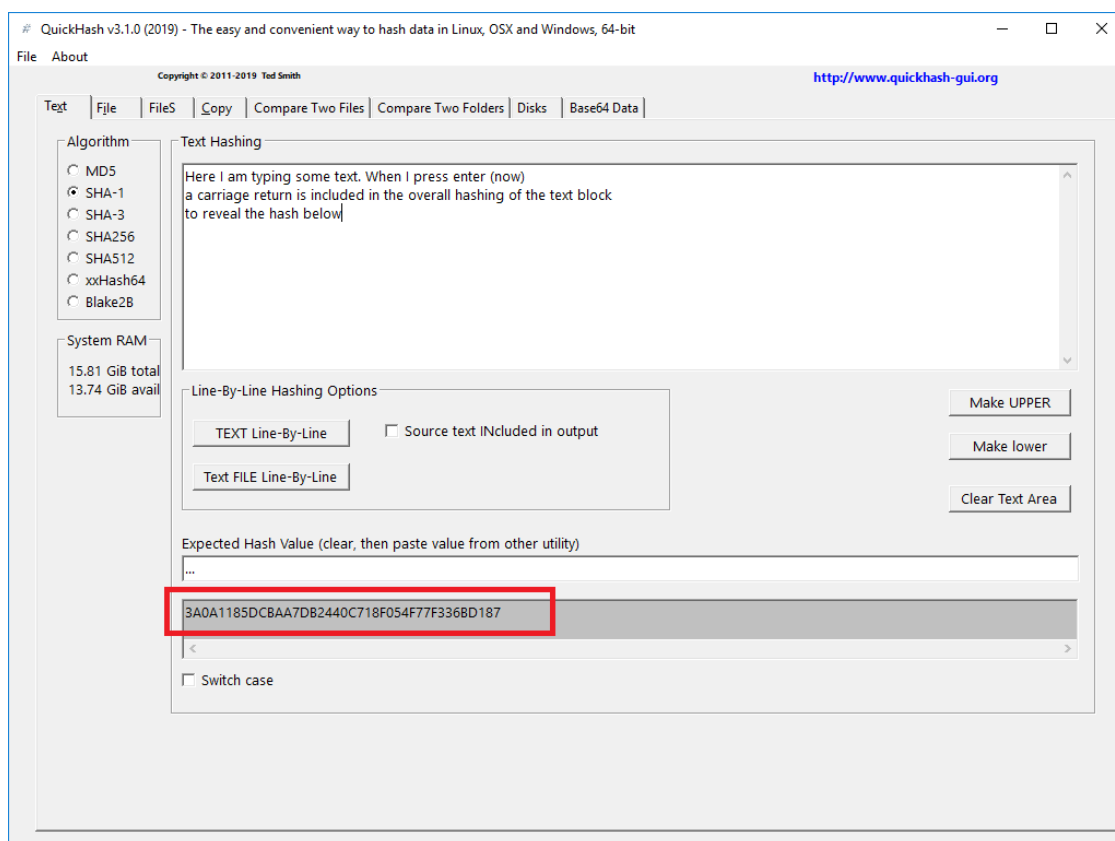 QuickHash v3.1.0 (2019) - The easy and convenient way to hash data in Linux, OSX and Windows, 64-bit
File About
Copyright © 2011-2019 Ted Smith
http://www.quickhash-gui.org
Text File FileS Copy Compare Two Files Compare Two Folders Disks Base64 Data
Algorithm
MD5
SHA-1
SHA-3
SHA256
SHA512
xxHash64
Blake2B
System RAM
15.81 GiB total
13.74 GiB avail
Text Hashing
Here I am typing some text. When I press enter (now)
a carriage return is included in the overall hashing of the text block
to reveal the hash below
Line-By-Line Hashing Options
TEXT Line-By-Line
Source text INcluded in output
Text FILE Line-By-Line
Make UPPER
Make lower
Clear Text Area
Expected Hash Value (clear, then paste value from other utility)
...
3A0A1185DCBAA7DB2440C718F054F77F336BD187
Switch case